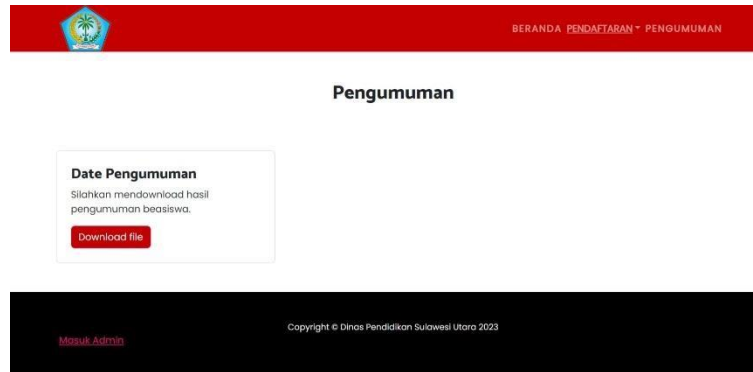 BERANDA PENDAFTARAN PENGUMUMAN
Pengumuman
Date Pengumuman
Silahkan mendownload hasil
pengumuman beasiswa.
Download file
Copyright © Dinas Pendidikan Sulawesi Utara 2023
Masuk Admin